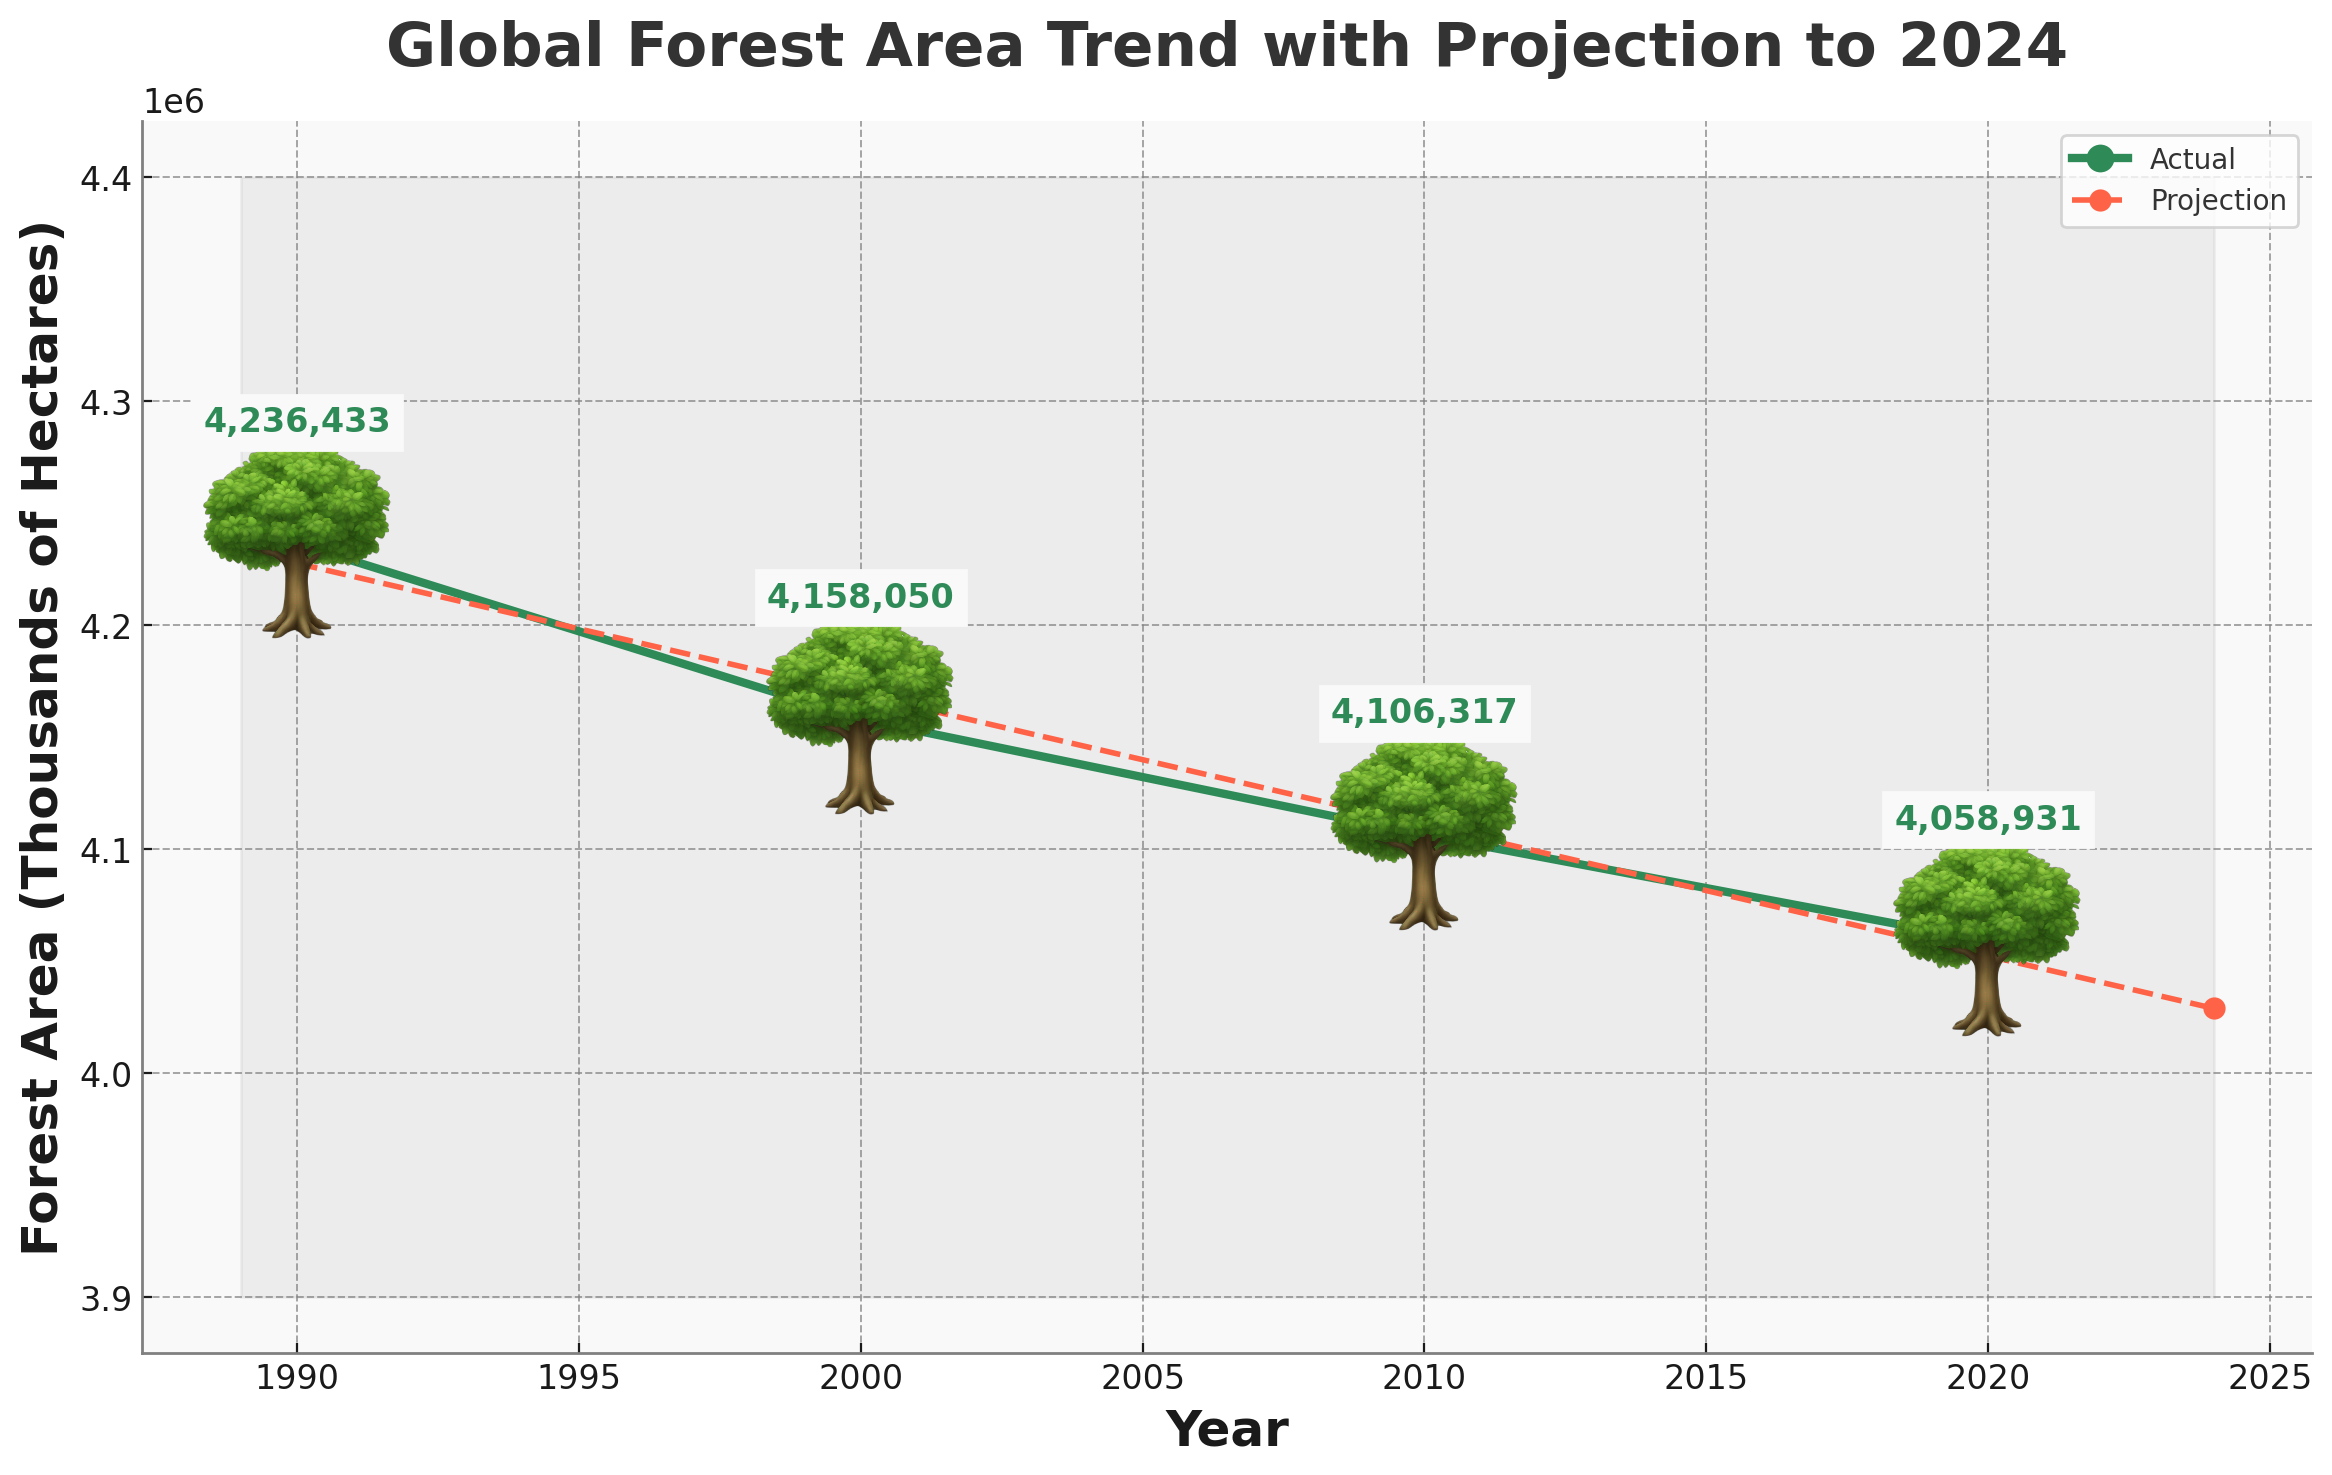 Global Forest Area Trend with Projection to 2024
1e6
Actual
Projection
Forest Area (Thousands of Hectares)
4.4
4.3
4.2
4.1
4.0
3.9
4,236,433
4,158,050
4,106,317
4,058,931
1990 1995 2000 2005 2010 2015 2020 2025
Year